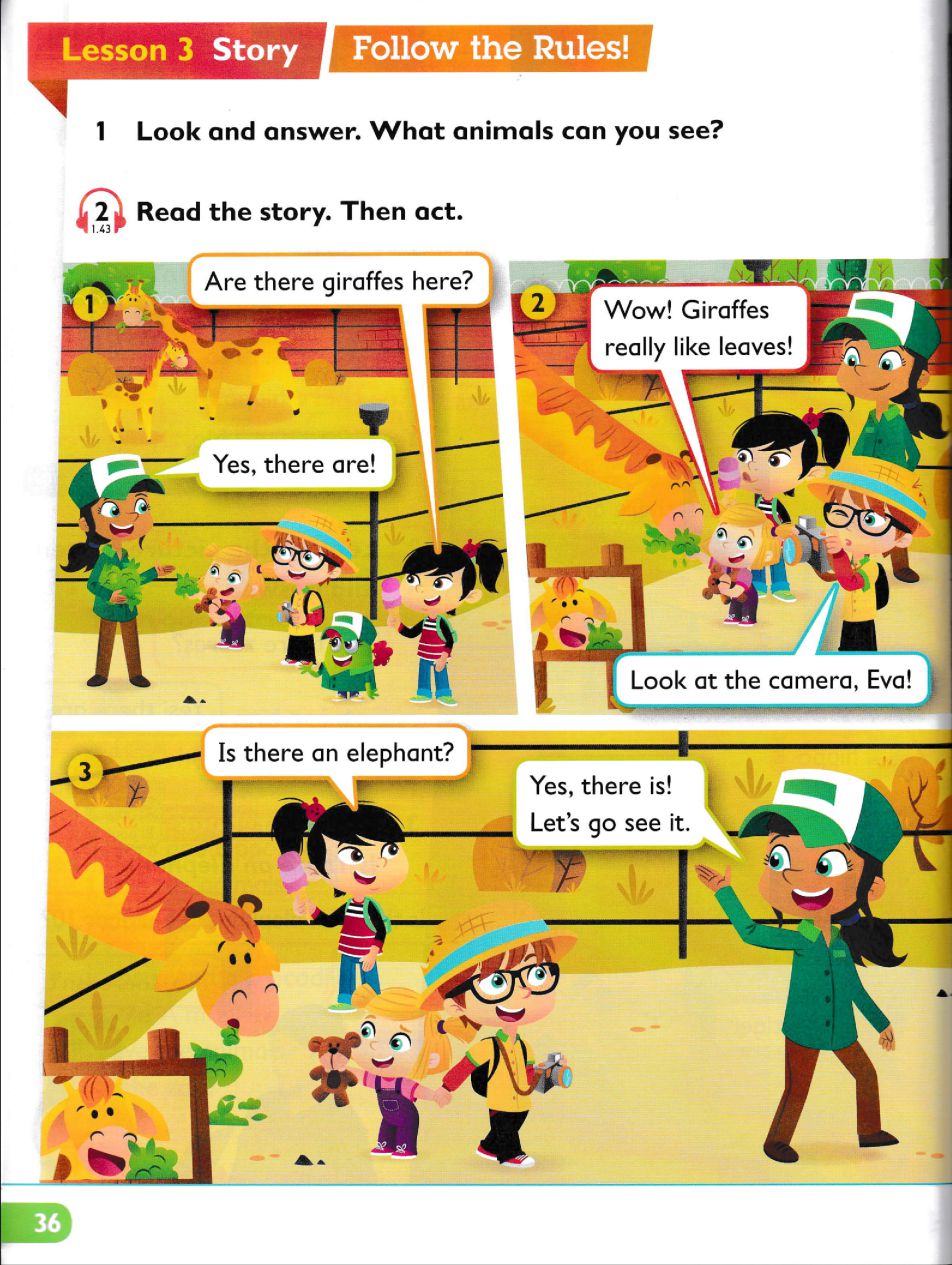 Lesson 3 Story
Follow the Rules!
1 Look and answer. What animals can you see?
2 Read the story. Then act.
1.43
1
Are there giraffes here?
Yes, there are!
2
Wow! Giraffes
really like leaves!
Look at the camera, Eva!
3
Is there an elephant?
Yes, there is!
Let's go see it.
36